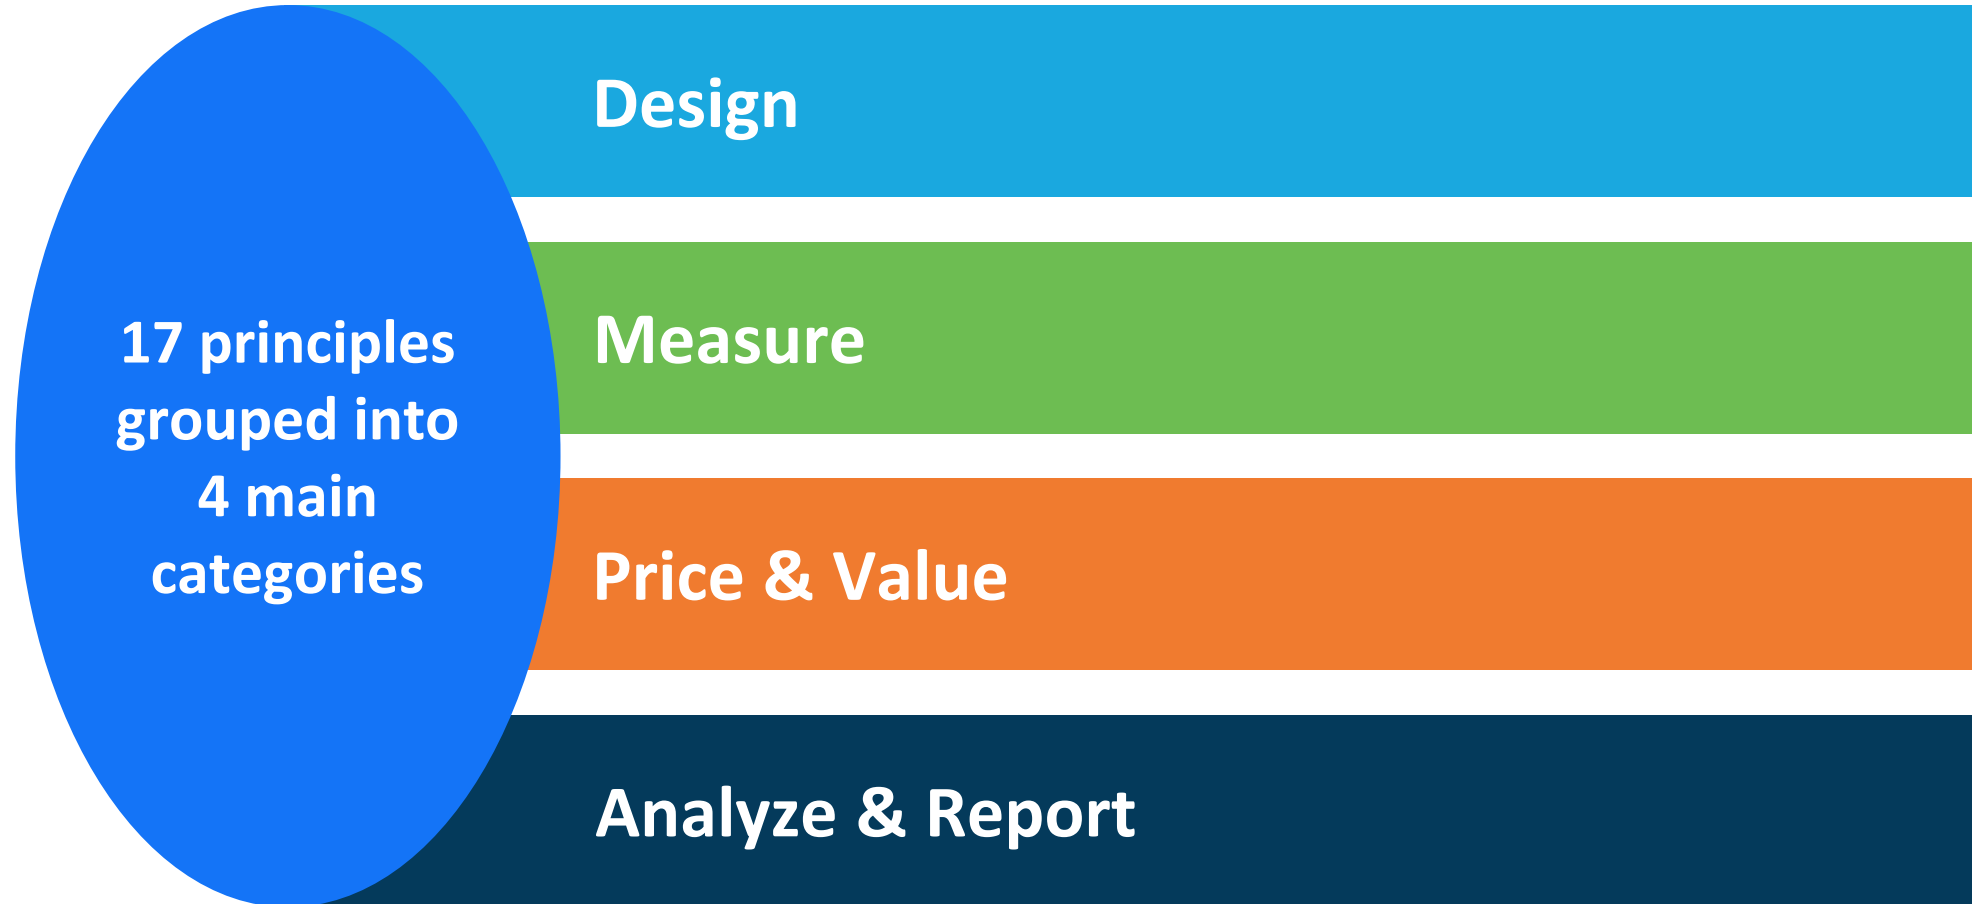 17 principles
grouped into
4 main
categories
Design
Measure
Price & Value
Analyze & Report